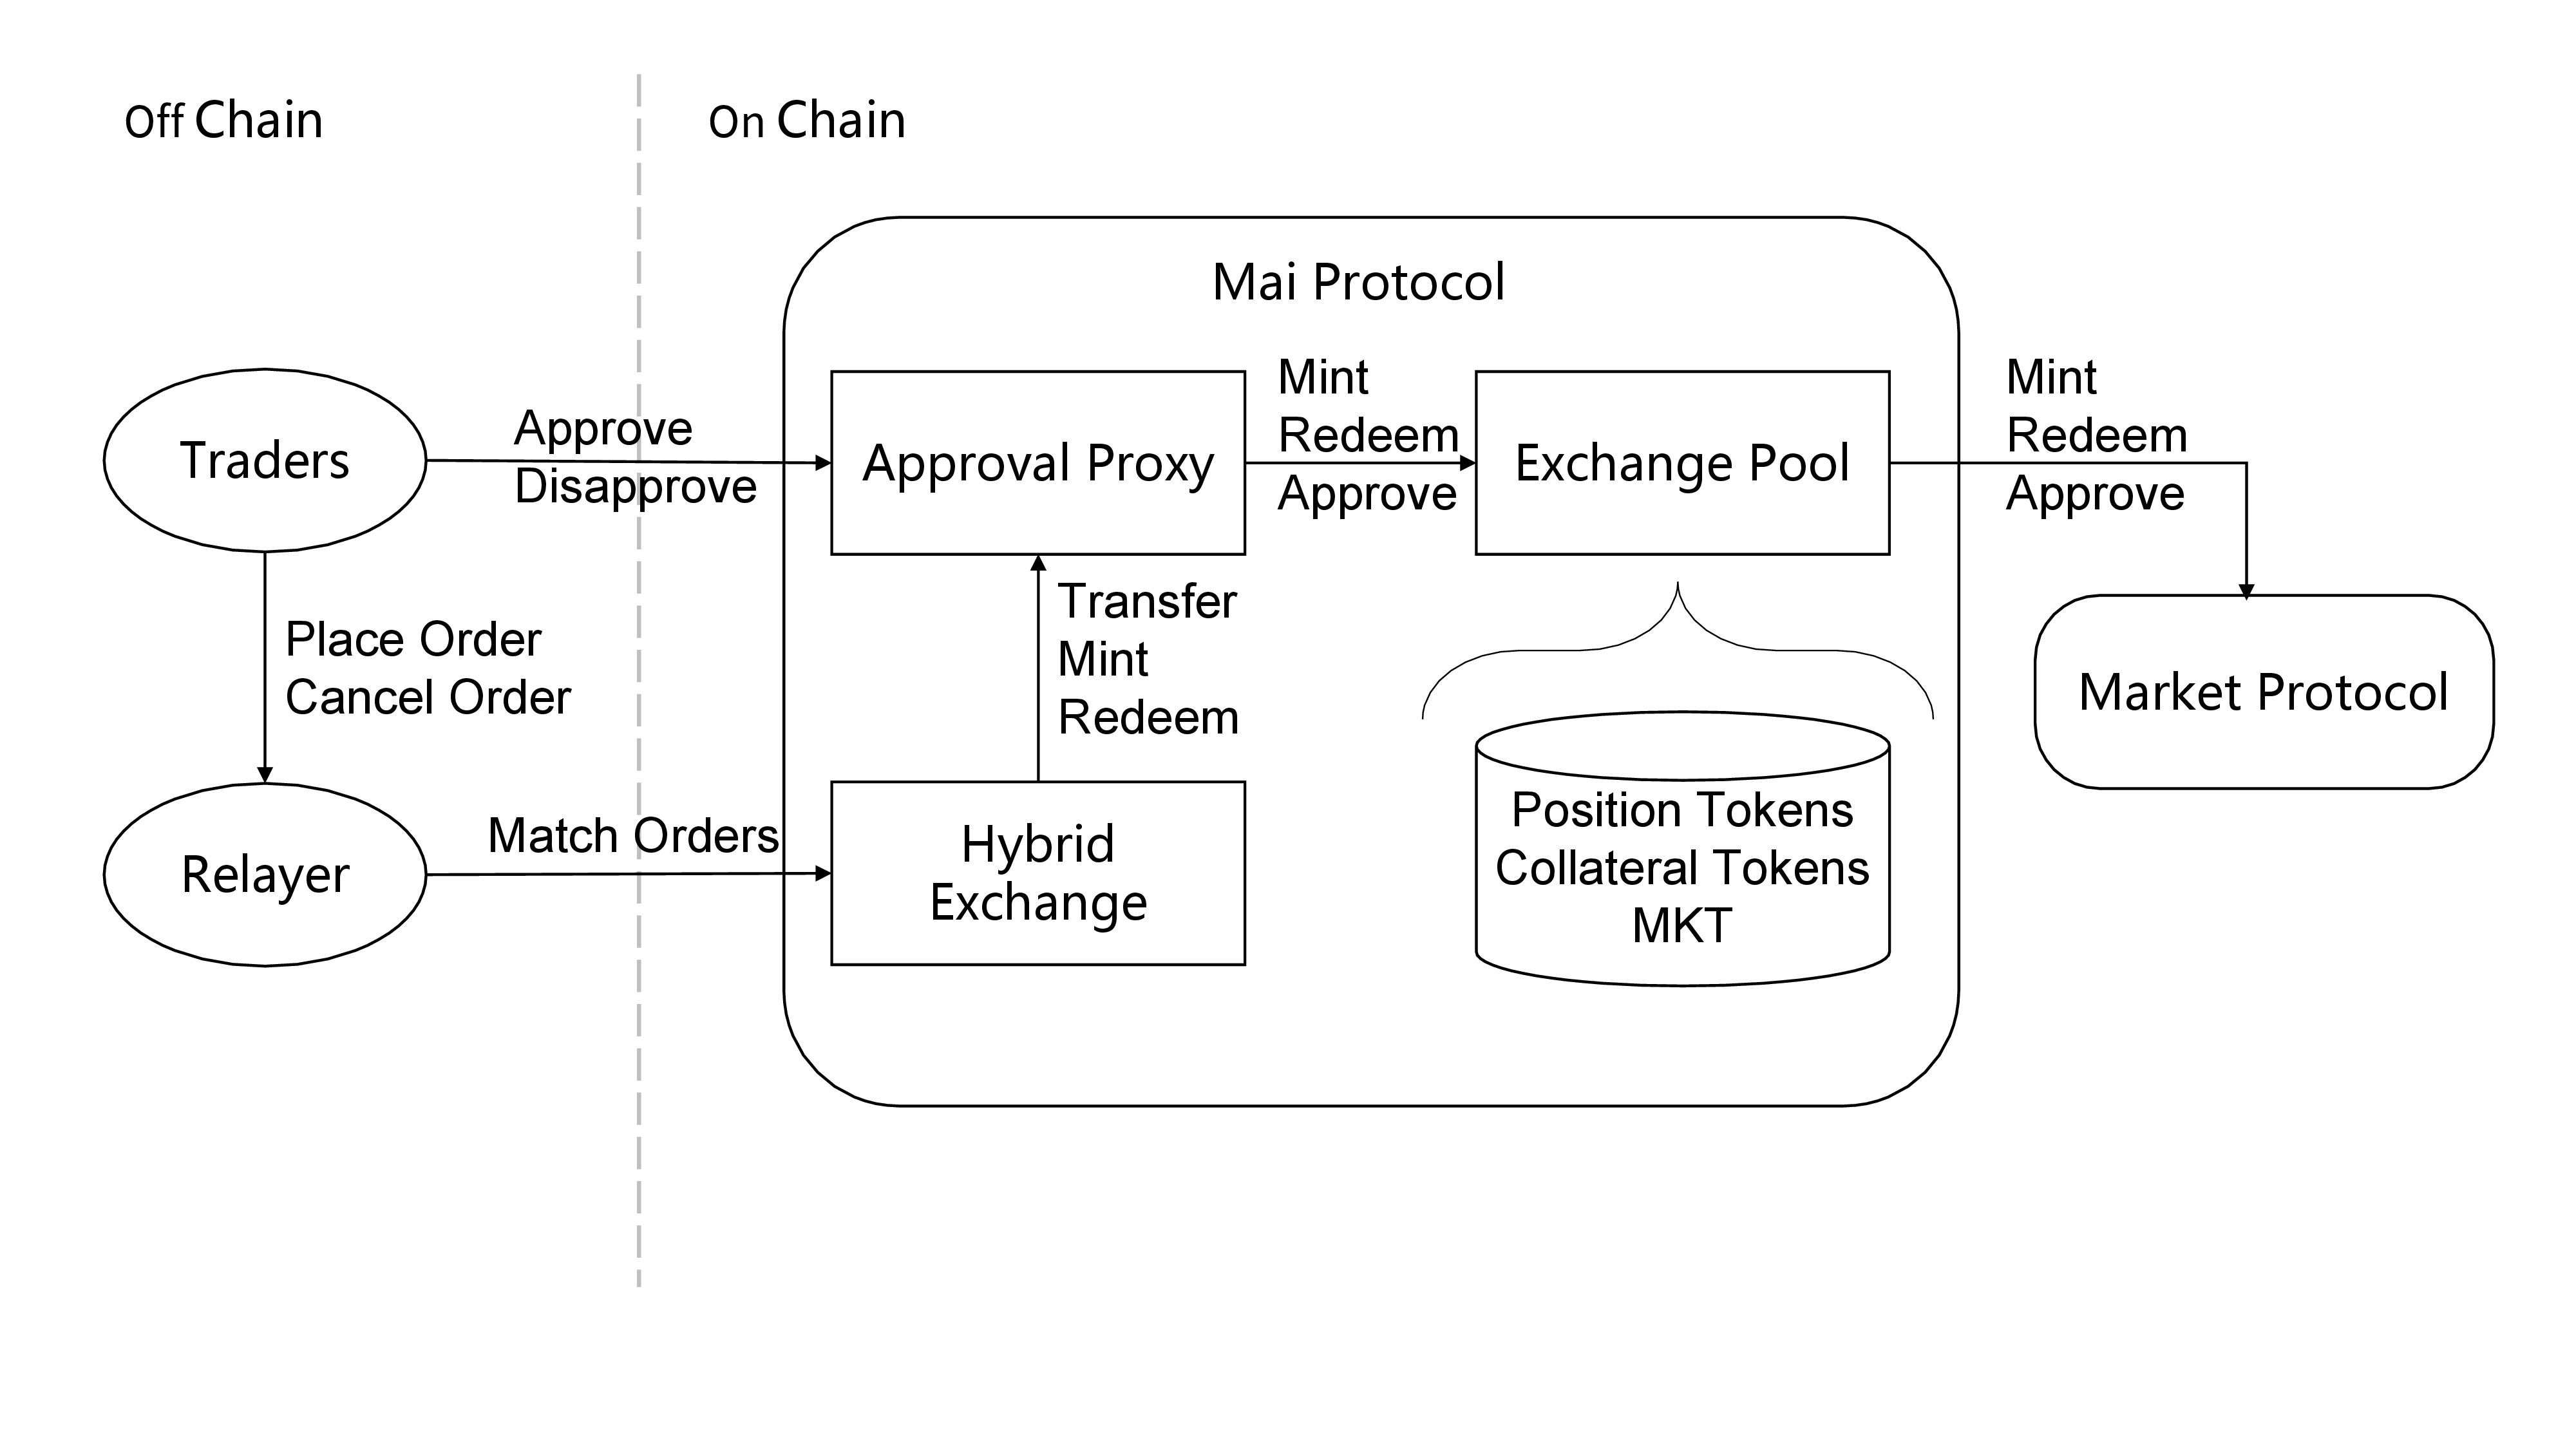 Off Chain
On Chain
Mai Protocol
Traders
Approve
Disapprove
Approval Proxy
Mint
Redeem
Approve
Exchange Pool
Mint
Redeem
Approve
Place Order
Cancel Order
Transfer
Mint
Redeem
Market Protocol
Relayer
Match Orders
Hybrid
Exchange
Position Tokens
Collateral Tokens
MKT